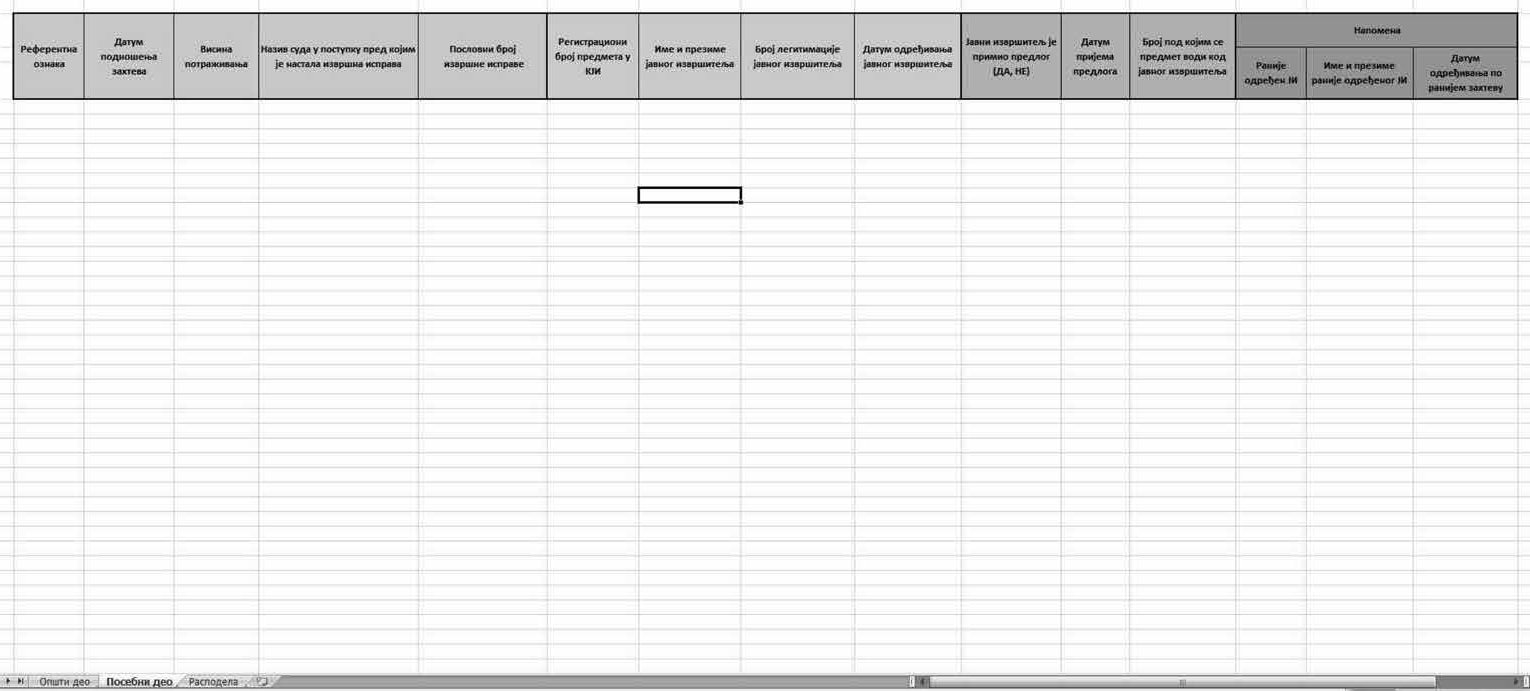 Референтна
ознака
Датум
подношења
захтева
Висина
потраживања
Назив суда у поступку пред којим
је настала извршна исправа
Пословни број
извршне исправе
Регистрациони
број предмета у
КЈИ
Име и презиме
јавног извршитеља
Број легитимације
јавног извршитеља
Датум одређивања
јавног извршитеља
Јавни изаршитељ је
примио предлог
(ДА, НЕ)
Датум
пријема
предлога
Број под којим се
предмет води код
јавног извршитеља
Напомена
Раније
одређен ЈИ
Име и презиме
раније одређеног ЈИ
Датум
одређивања по
ранијем захтеву
Општи део
Посебни део
Расподела